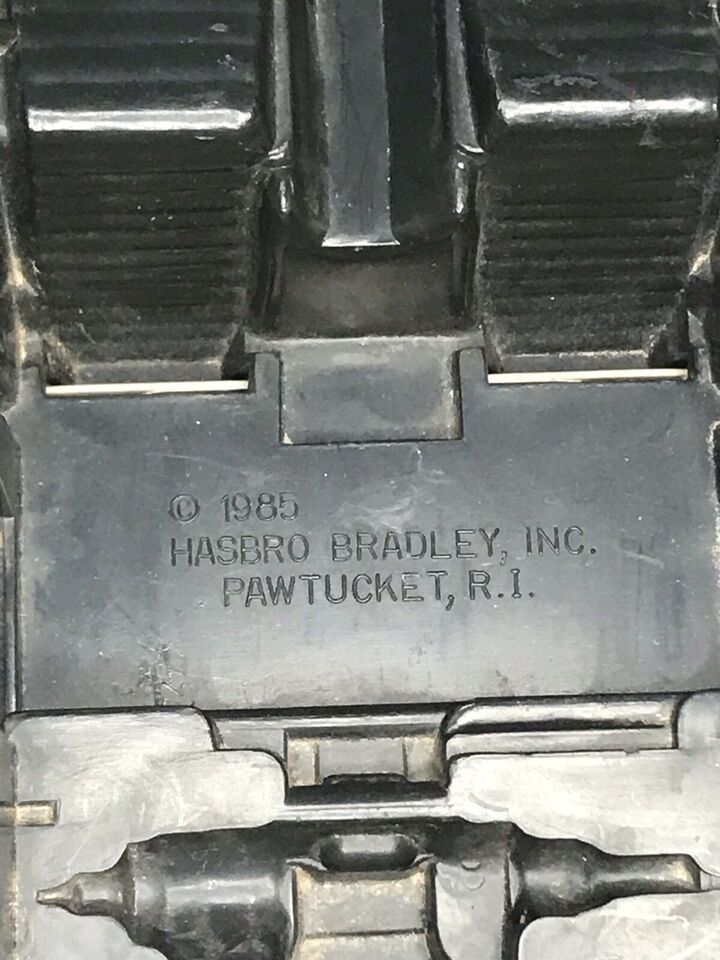 © 1985
HASBRO BRADLEY, INC.
PAWTUCKET, R.I.